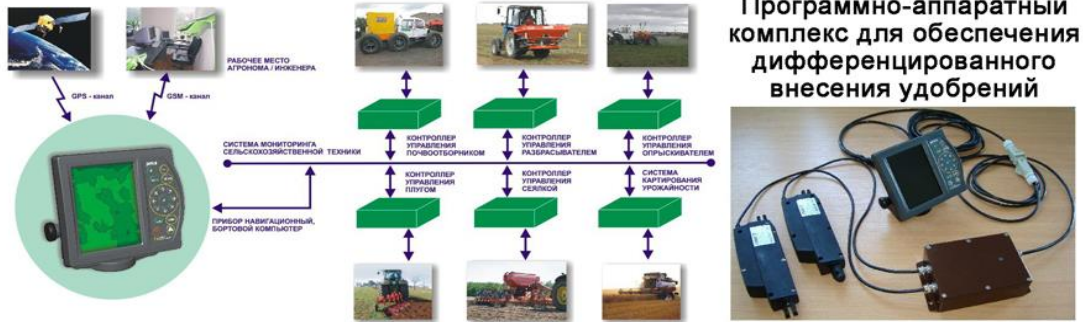 Программно-аппаратный
комплекс для обеспечения
дифференцированного
внесения удобрений
РАБОЧЕЕ МЕСТО
АГРОНОМА / ИНЖЕНЕРА
GPS - канал
GSM - канал
СИСТЕМА МОНИТОРИНГА
СЕЛЬСКОХОЗЯЙСТВЕННОЙ ТЕХНИКИ
КОНТРОЛЛЕР
УПРАВЛЕНИЯ
ПОЧВООТБОРНИКОМ
КОНТРОЛЛЕР
УПРАВЛЕНИЯ
РАЗБРАСЫВАТЕЛЕМ
КОНТРОЛЛЕР
УПРАВЛЕНИЯ
ОПРЫСКИВАТЕЛЕМ
КОНТРОЛЛЕР
УПРАВЛЕНИЯ
ПЛУГОМ
КОНТРОЛЛЕР
УПРАВЛЕНИЯ
СЕЯЛКОЙ
СИСТЕМА
КАРТИРОВАНИЯ
УРОЖАЙНОСТИ
ПРИБОР НАВИГАЦИОННЫЙ,
БОРТОВОЙ КОМПЬЮТЕР